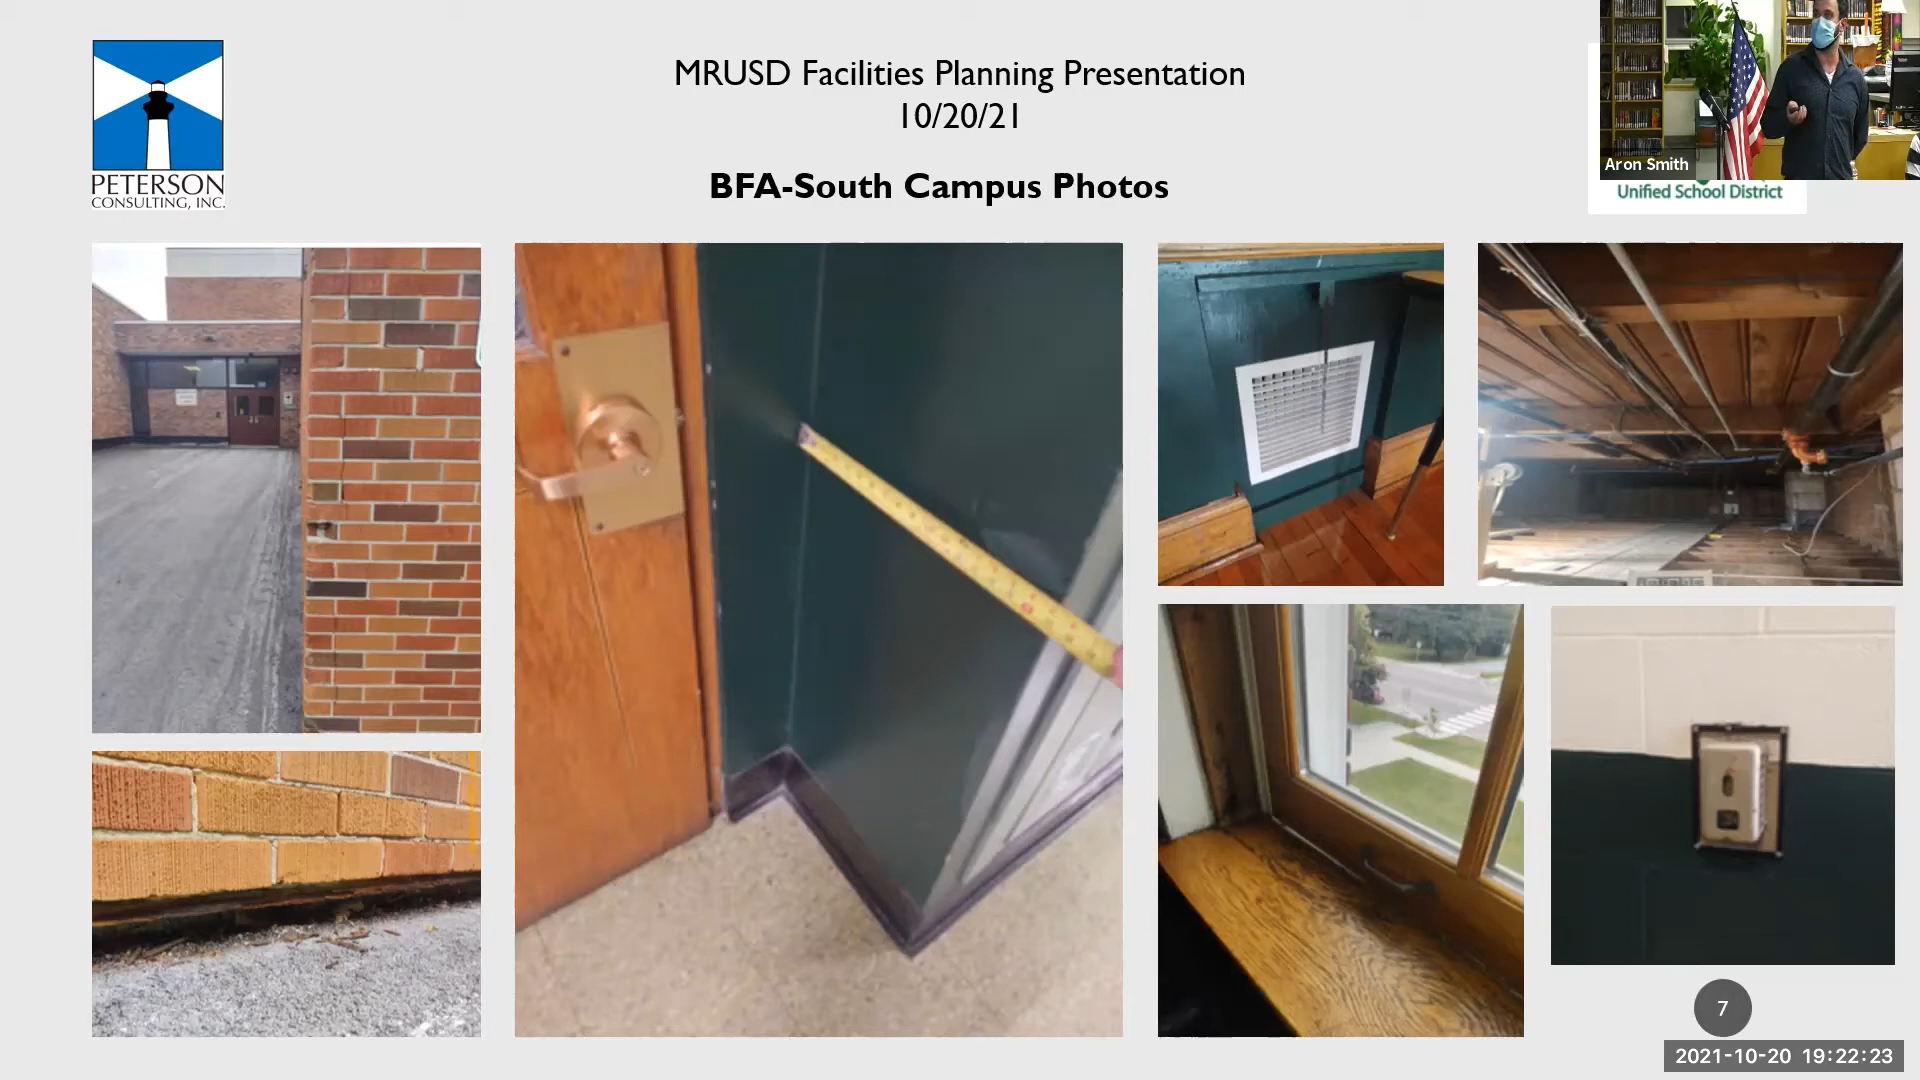 MRUSD Facilities Planning Presentation
10/20/21
BFA-South Campus Photos
PETERSON
CONSULTING, INC.
Aron Smith
Unified School District
7
2021-10-20 19:22:23